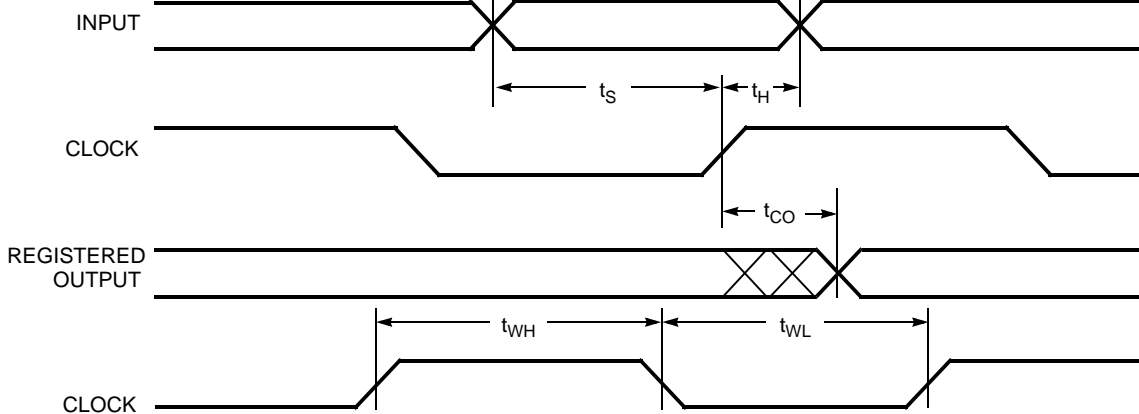 INPUT
tS
tH
CLOCK
tCO
REGISTERED
OUTPUT
tWH
tWL
CLOCK